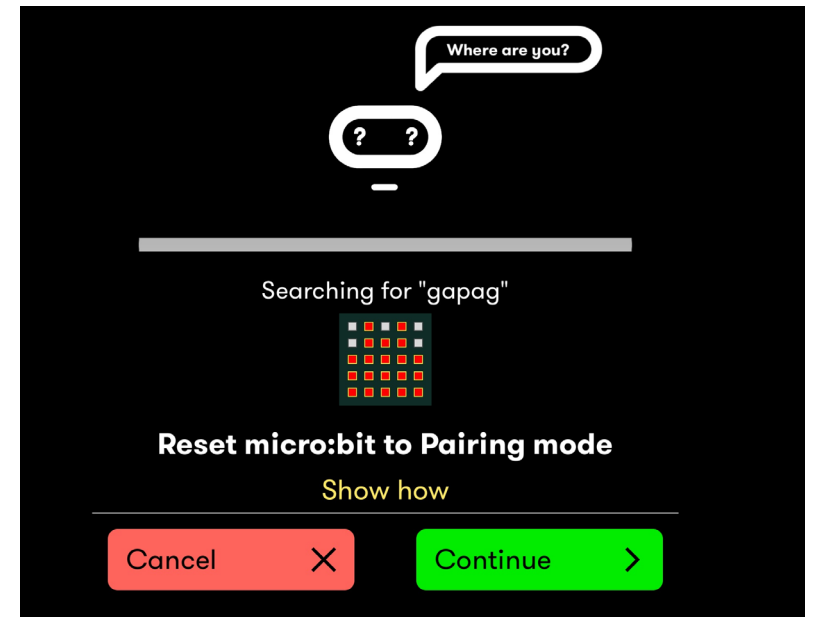 Where are you?
? ?
Searching for "gapag"
Reset micro:bit to Pairing mode
Show how
Cancel
Continue